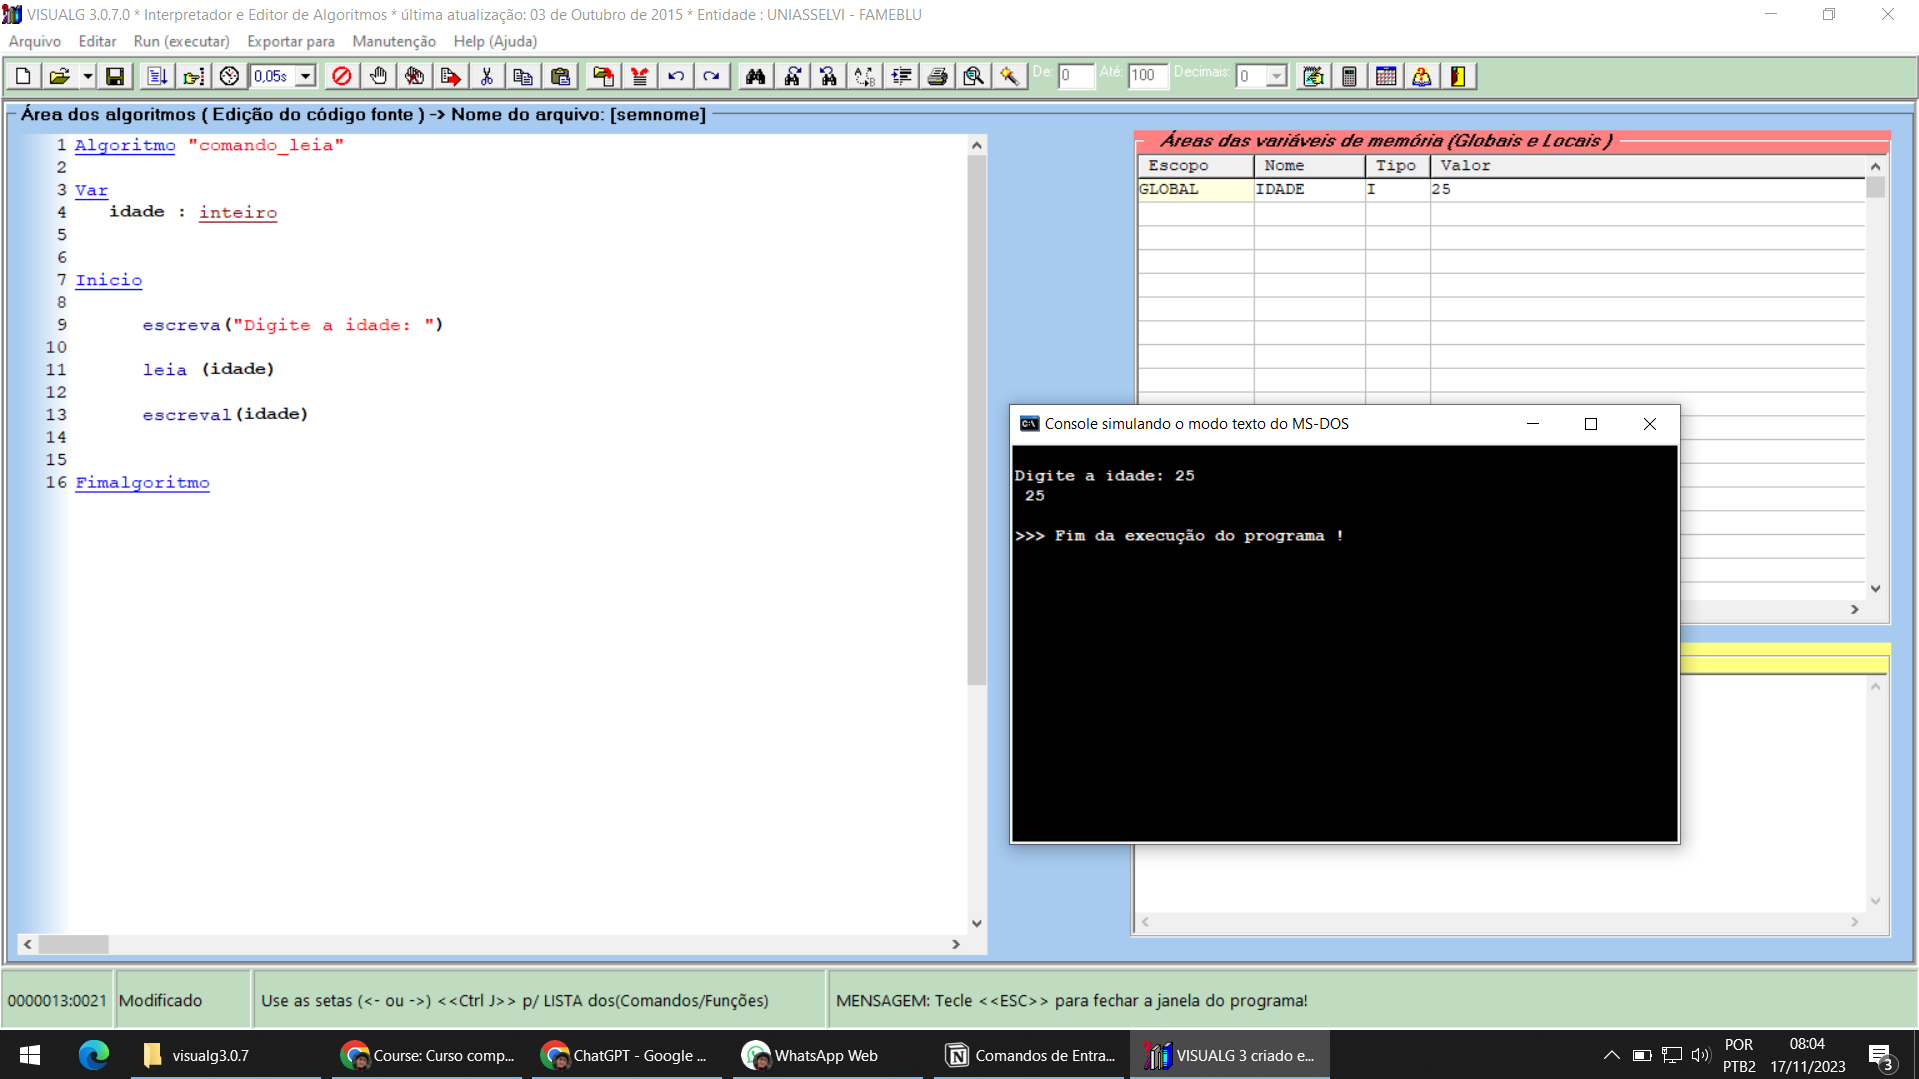 VISUALG 3.0.7.0 * Interpretador e Editor de Algoritmos * última atualização: 03 de Outubro de 2015 * Entidade : UNIASSELVI - FAMEBLU
Arquivo Editar Run (executar) Exportar para Manutenção Help (Ajuda)
0,05s De: 0 Até: 100 Decimais: 0
Área dos algoritmos ( Edição do código fonte ) -> Nome do arquivo: [semnome]
1 Algoritmo "comando_leia"
2
3 Var
4 idade : inteiro
5
6
7 Inicio
8
9 escreva("Digite a idade: ")
10
11 leia (idade)
12
13 escreval(idade)
14
15
16 Fimalgoritmo
Áreas das variáveis de memória (Globais e Locais )
Escopo Nome Tipo Valor
GLOBAL IDADE I 25
Console simulando o modo texto do MS-DOS
Digite a idade: 25
25
>>> Fim da execução do programa !
0000013:0021 Modificado Use as setas (<- ou ->) <<Ctrl J>> p/ LISTA dos(Comandos/Funções) MENSAGEM: Tecle <<ESC>> para fechar a janela do programa!
visualg3.0.7 Course: Curso comp... ChatGPT - Google ... WhatsApp Web Comandos de Entra... VISUALG 3 criado e...
POR
PTB2
08:04
17/11/2023
3